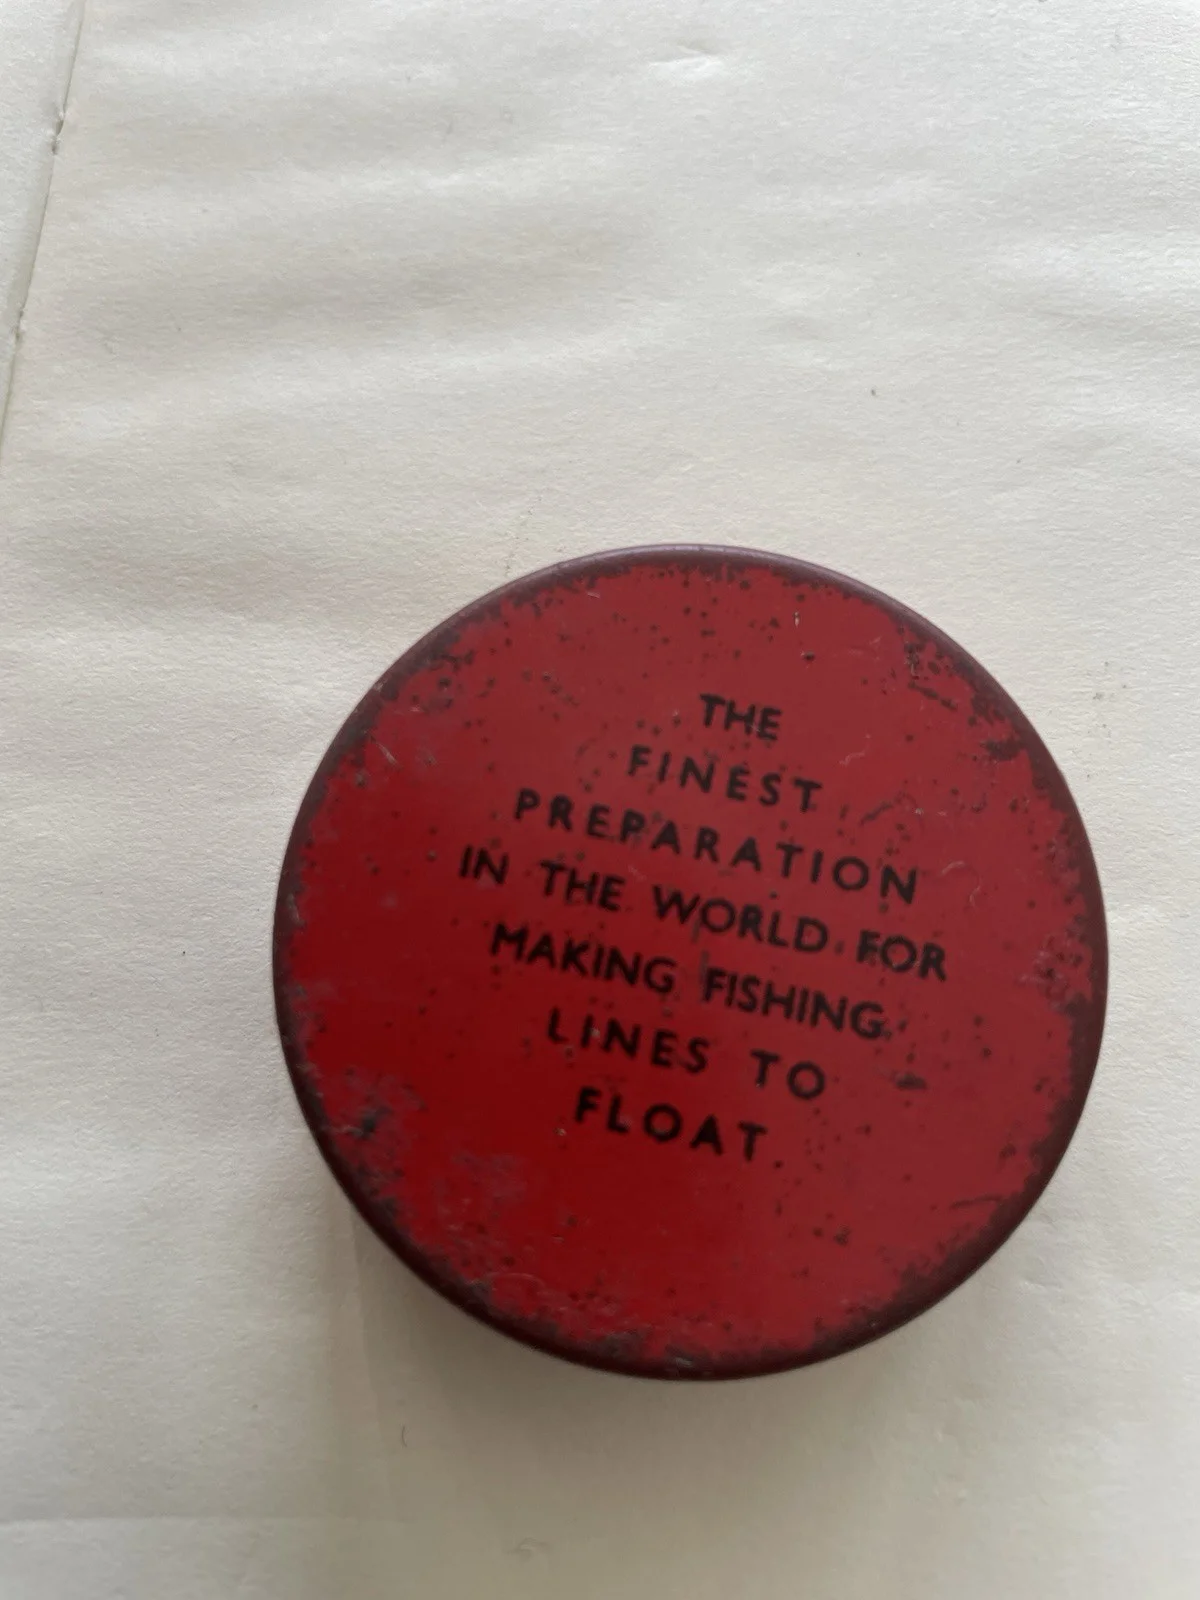 THE
FINEST
PREPARATION
IN THE WORLD FOR
MAKING FISHING
LINES TO
FLOAT